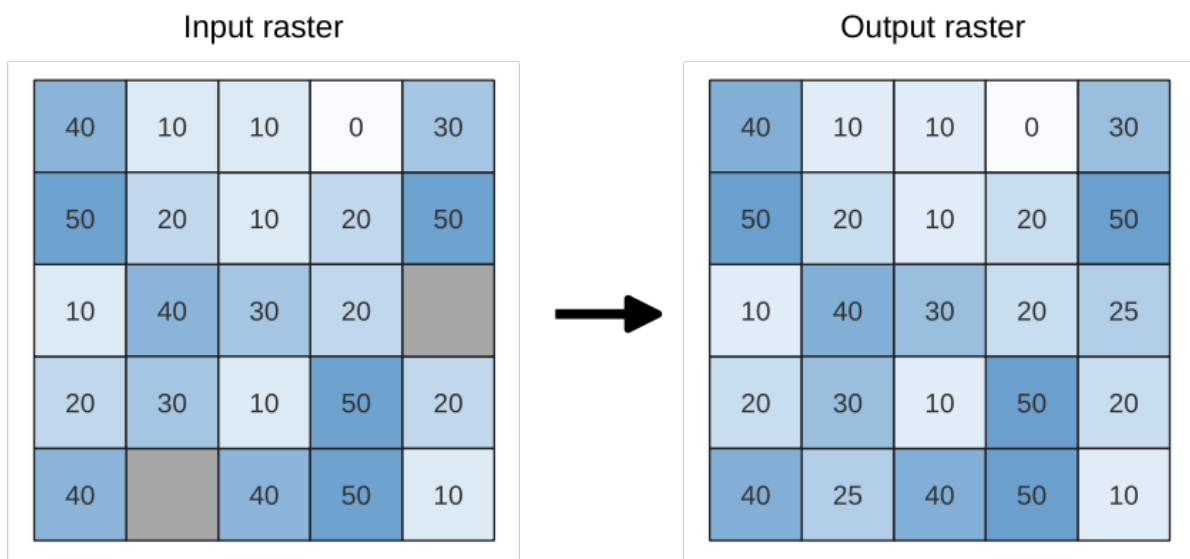 Input raster
Output raster
40 10 10 0 30
50 20 10 20 50
10 40 30 20
20 30 10 50 20
40 40 50 10
40 10 10 0 30
50 20 10 20 50
10 40 30 20 25
20 30 10 50 20
40 25 40 50 10